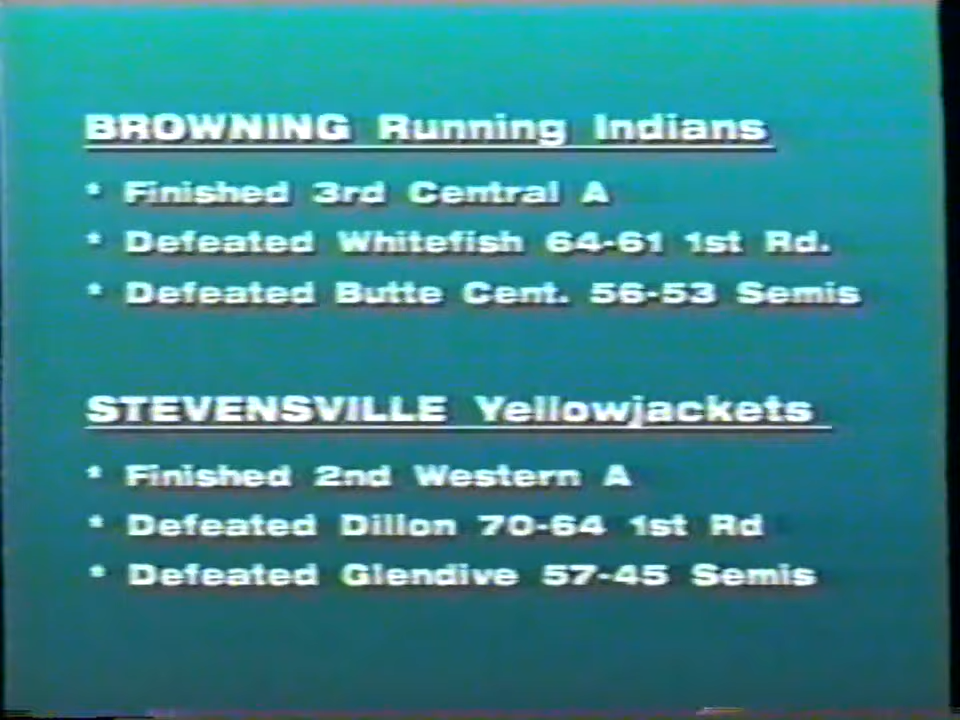 BROWNING Running Indians
* Finished 3rd Central A
* Defeated Whitefish 64-61 1st Rd.
* Defeated Butte Cent. 56-53 Semis
STEVENSVILLE Yellowjackets
* Finished 2nd Western A
* Defeated Dillon 70-64 1st Rd
* Defeated Glendive 57-45 Semis